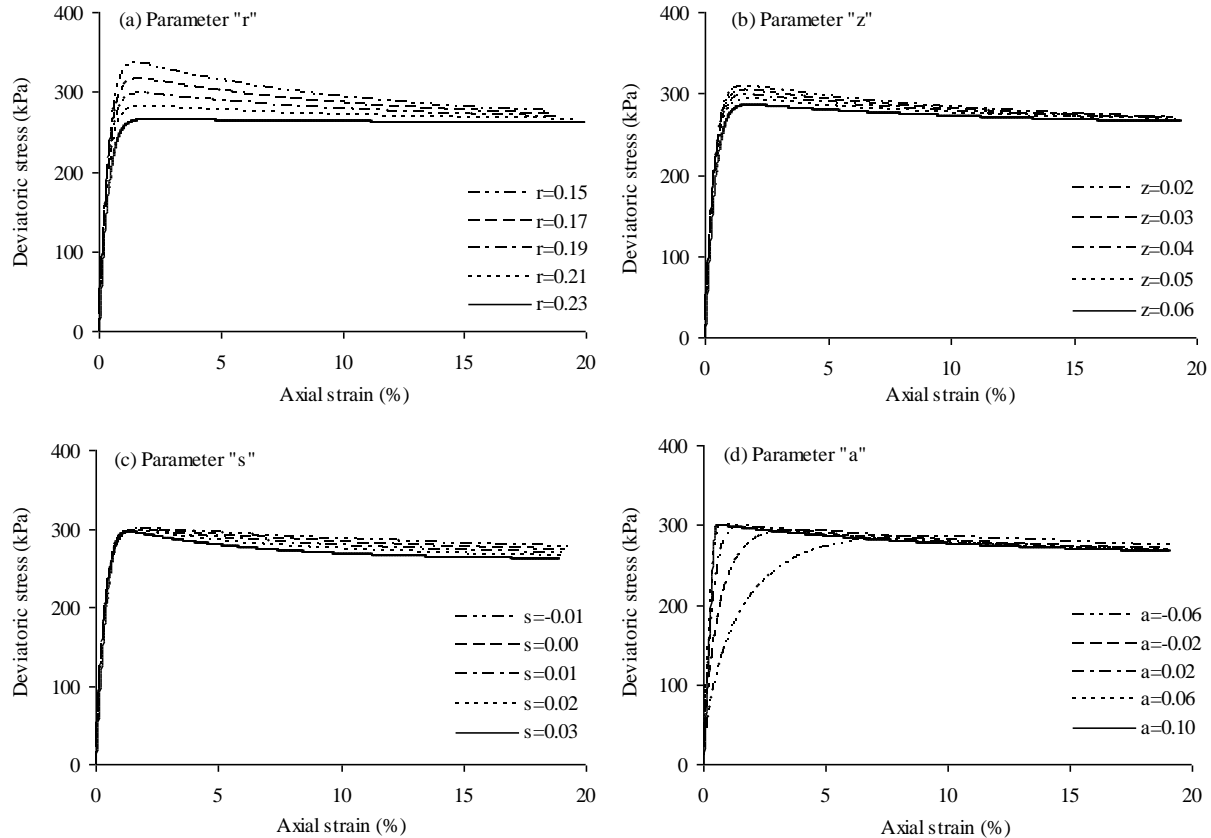 (a) Parameter "r"
400
300
200
100
0
Deviatoric stress (kPa)
r=0.15
r=0.17
r=0.19
r=0.21
r=0.23
0 5 10 15 20
Axial strain (%)
(b) Parameter "z"
400
300
200
100
0
Deviatoric stress (kPa)
z=0.02
z=0.03
z=0.04
z=0.05
z=0.06
0 5 10 15 20
Axial strain (%)
(c) Parameter "s"
400
300
200
100
0
Deviatoric stress (kPa)
s=-0.01
s=0.00
s=0.01
s=0.02
s=0.03
0 5 10 15 20
Axial strain (%)
(d) Parameter "a"
400
300
200
100
0
Deviatoric stress (kPa)
a=-0.06
a=-0.02
a=0.02
a=0.06
a=0.10
0 5 10 15 20
Axial strain (%)